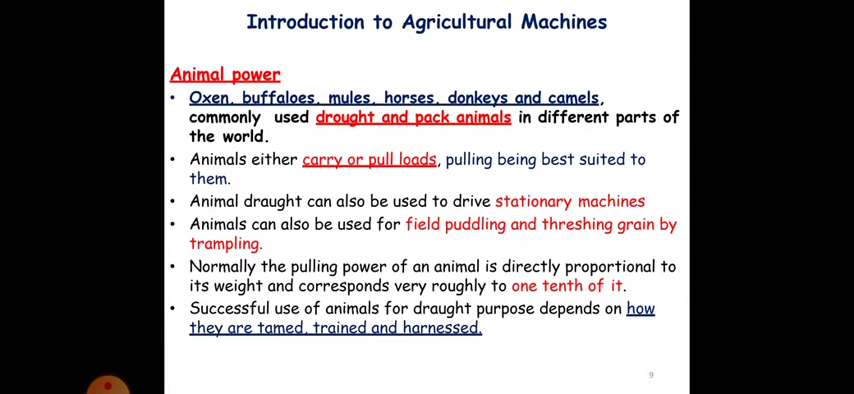 Introduction to Agricultural Machines
Animal power
• Oxen, buffaloes, mules, horses, donkeys and camels,
commonly used drought and pack animals in different parts of
the world.
• Animals either carry or pull loads, pulling being best suited to
them.
• Animal draught can also be used to drive stationary machines
• Animals can also be used for field puddling and threshing grain by
trampling.
• Normally the pulling power of an animal is directly proportional to
its weight and corresponds very roughly to one tenth of it.
• Successful use of animals for draught purpose depends on how
they are tamed, trained and harnessed.
9